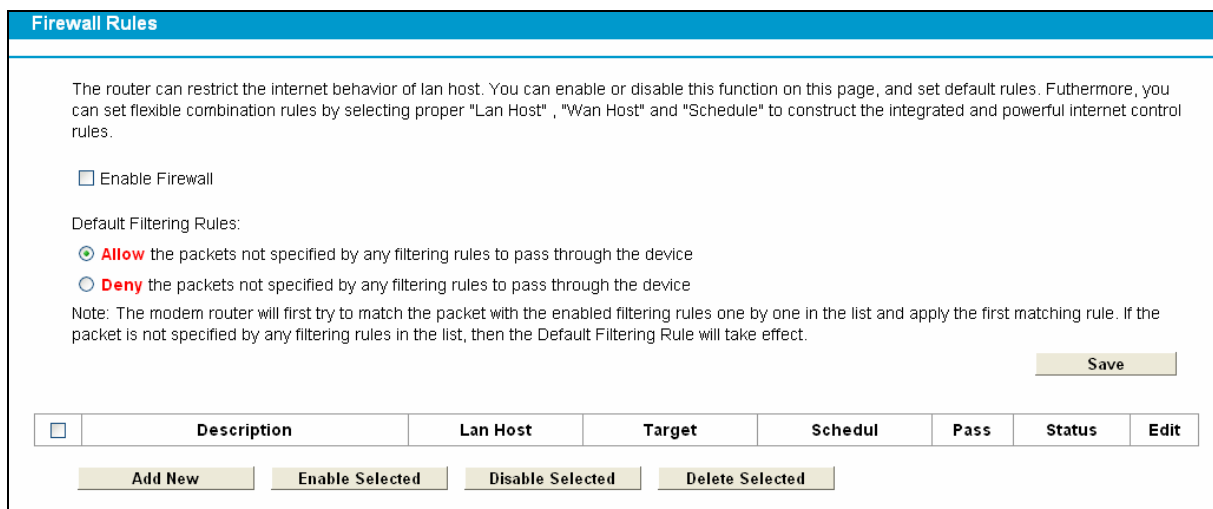 Firewall Rules
The router can restrict the internet behavior of lan host. You can enable or disable this function on this page, and set default rules. Futhermore, you
can set flexible combination rules by selecting proper "Lan Host" , "Wan Host" and "Schedule" to construct the integrated and powerful internet control
rules.
Enable Firewall
Default Filtering Rules:
Allow the packets not specified by any filtering rules to pass through the device
Deny the packets not specified by any filtering rules to pass through the device
Note: The modem router will first try to match the packet with the enabled filtering rules one by one in the list and apply the first matching rule. If the
packet is not specified by any filtering rules in the list, then the Default Filtering Rule will take effect.
Save
Description Lan Host Target Schedul Pass Status Edit
Add New Enable Selected Disable Selected Delete Selected